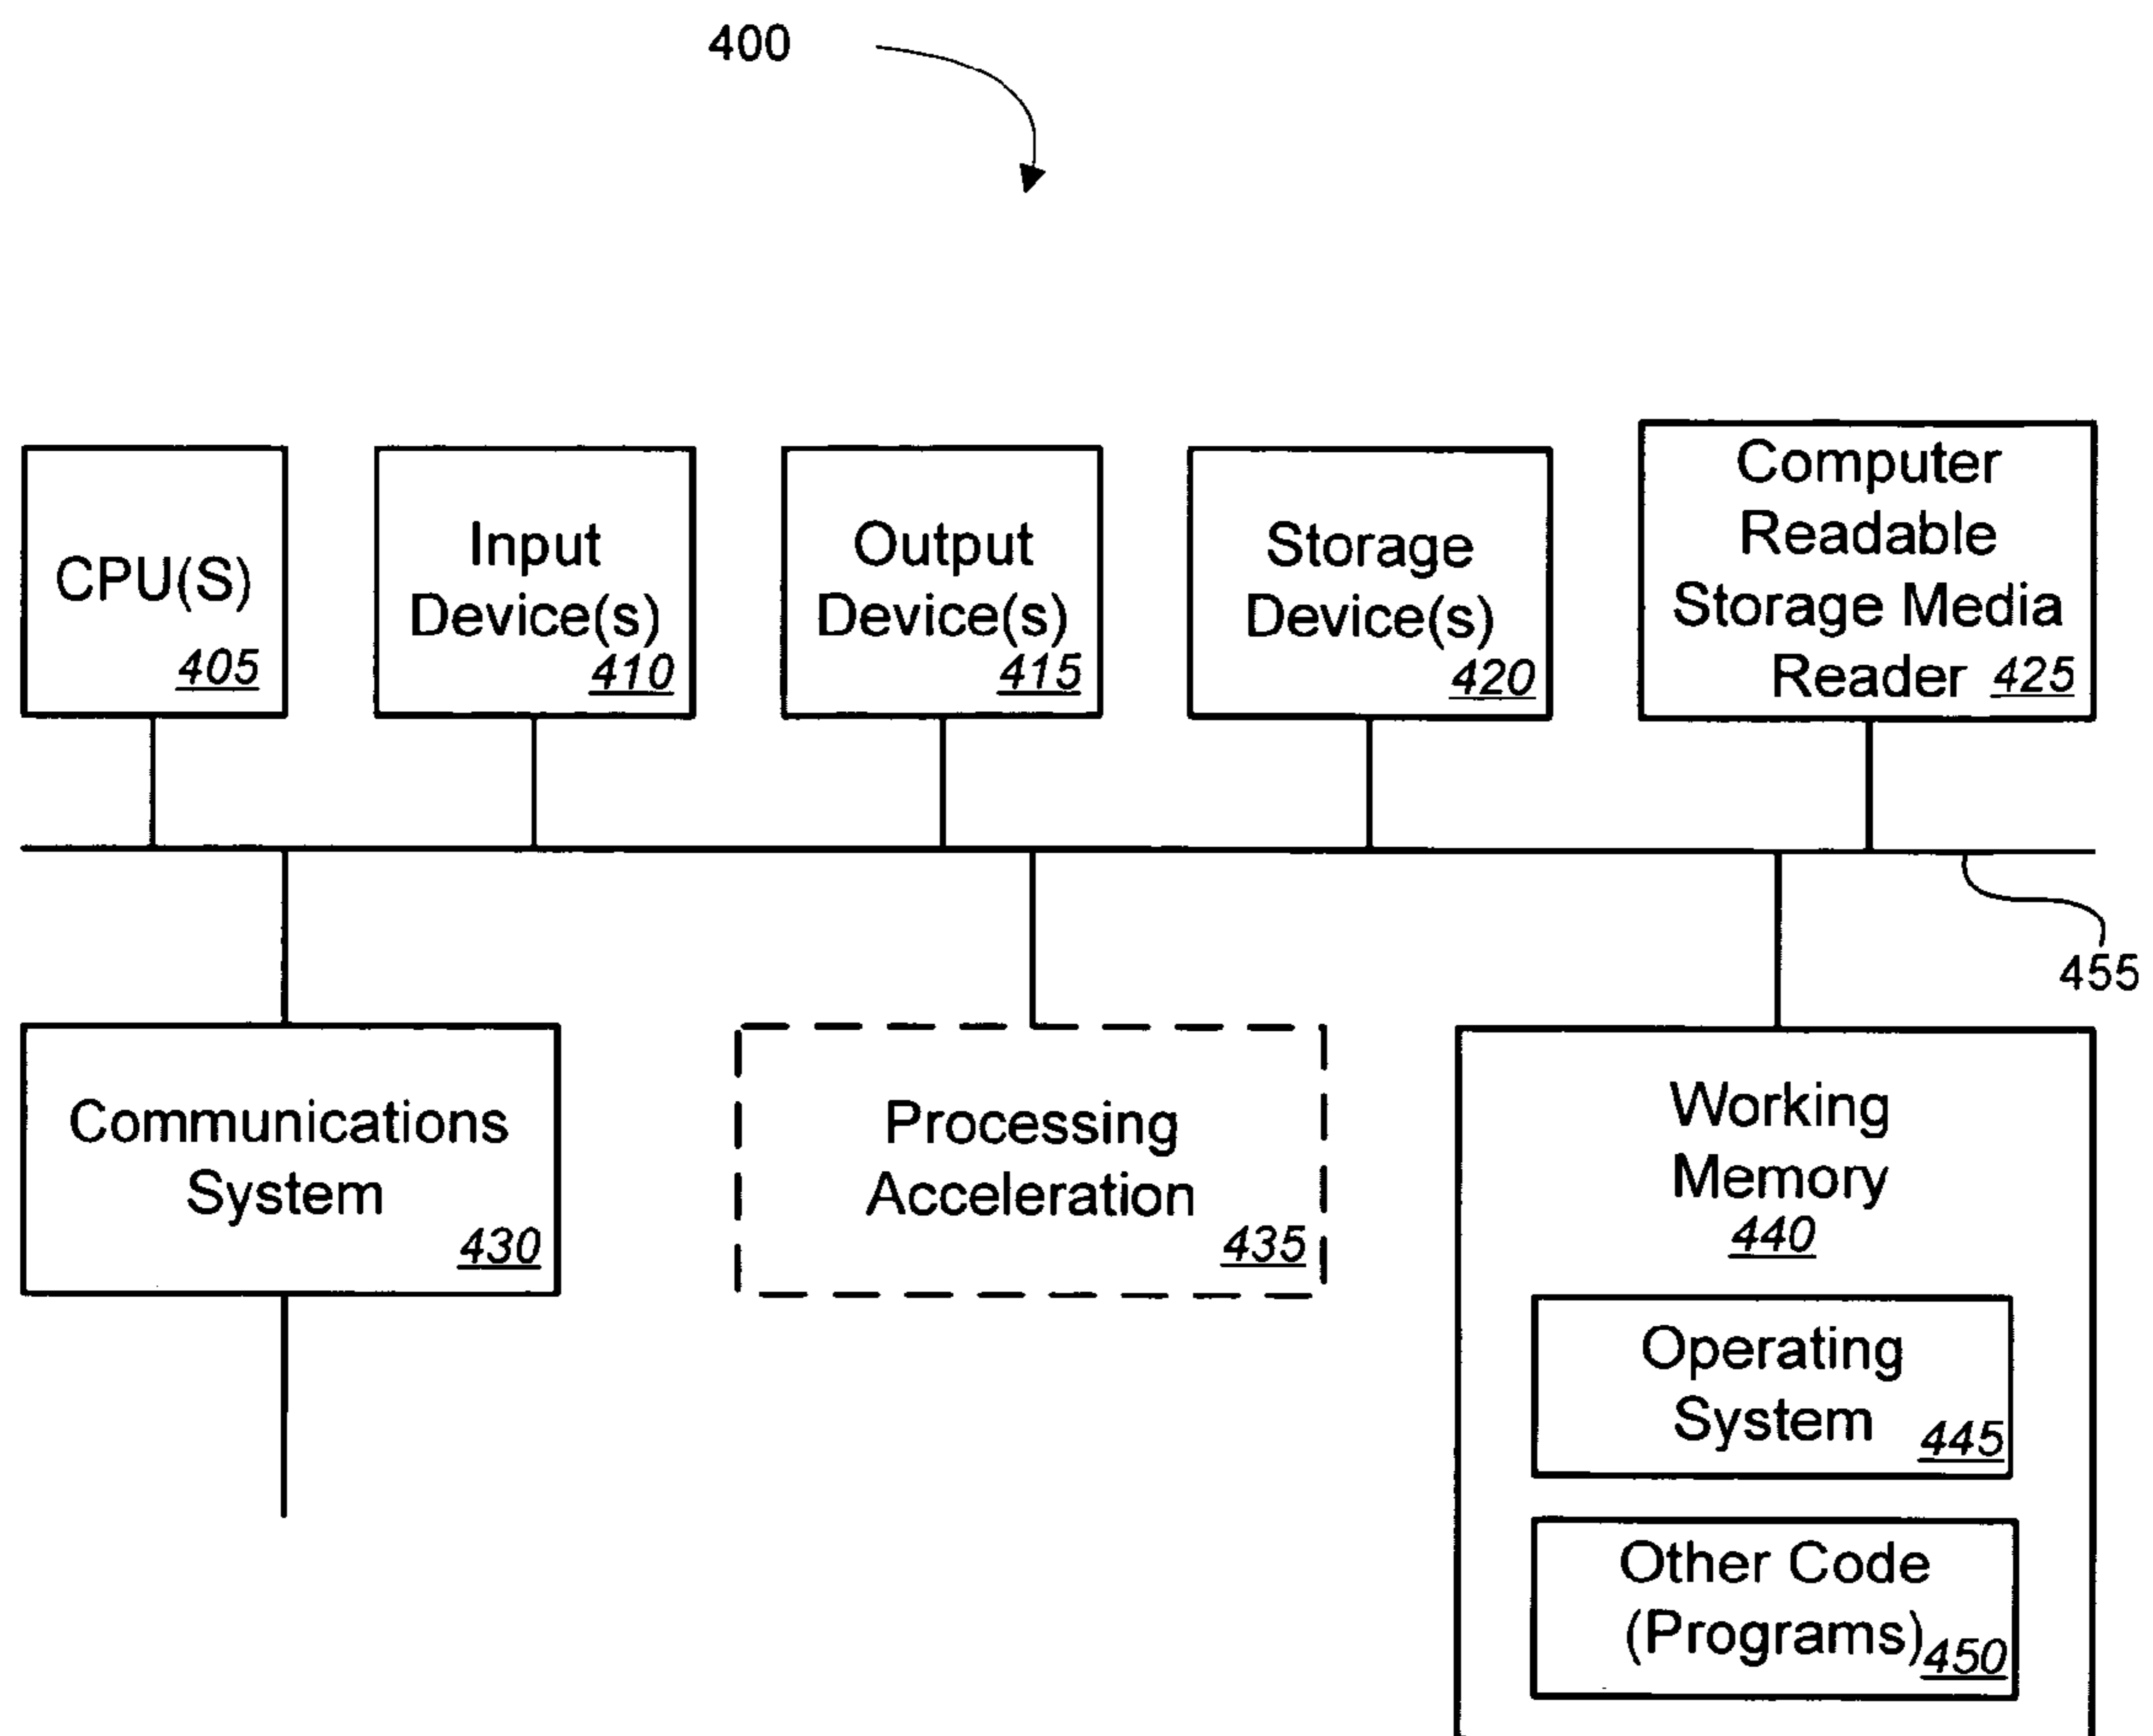 400
CPU(S)
405
Input
Device(s)
410
Output
Device(s)
415
Storage
Device(s)
420
Computer
Readable
Storage Media
Reader 425
455
Communications
System
430
Processing
Acceleration
435
Working
Memory
440
Operating
System
445
Other Code
(Programs)
450